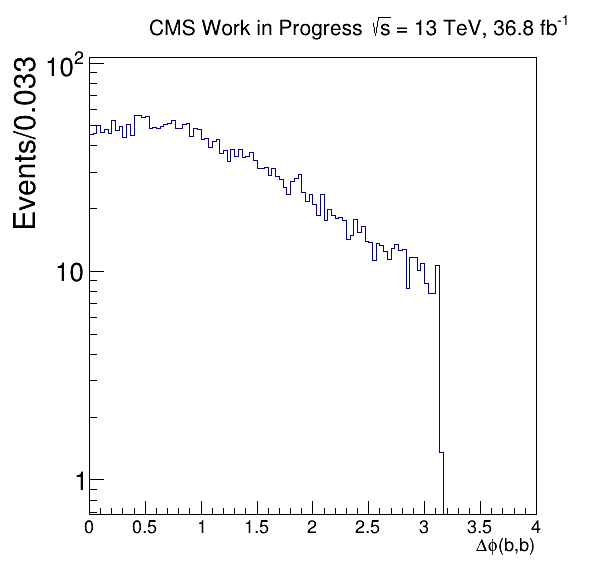 CMS Work in Progress √s = 13 TeV, 36.8 fb⁻¹
Events/0.033
10²
10
1
0 0.5 1 1.5 2 2.5 3 3.5 4
Δϕ(b,b)